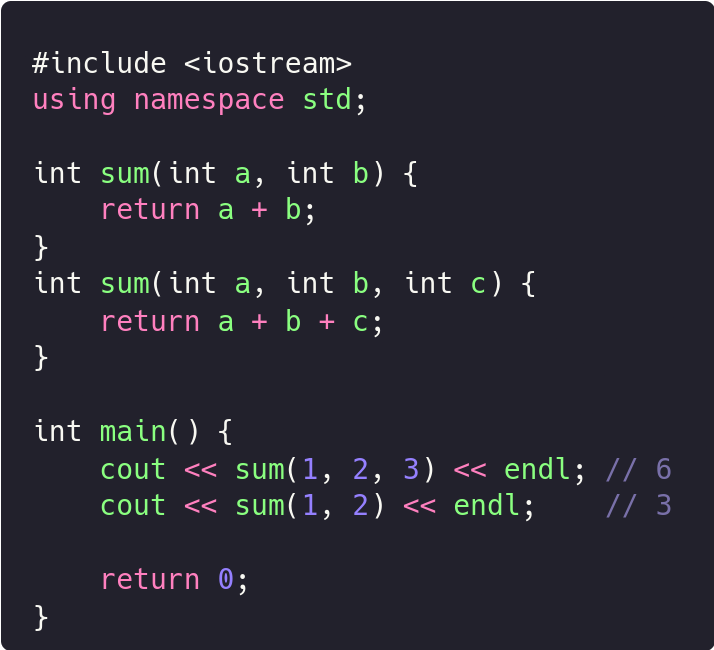 #include <iostream>
using namespace std;

int sum(int a, int b) {
    return a + b;
}
int sum(int a, int b, int c) {
    return a + b + c;
}

int main() {
    cout << sum(1, 2, 3) << endl; // 6
    cout << sum(1, 2) << endl;    // 3

    return 0;
}